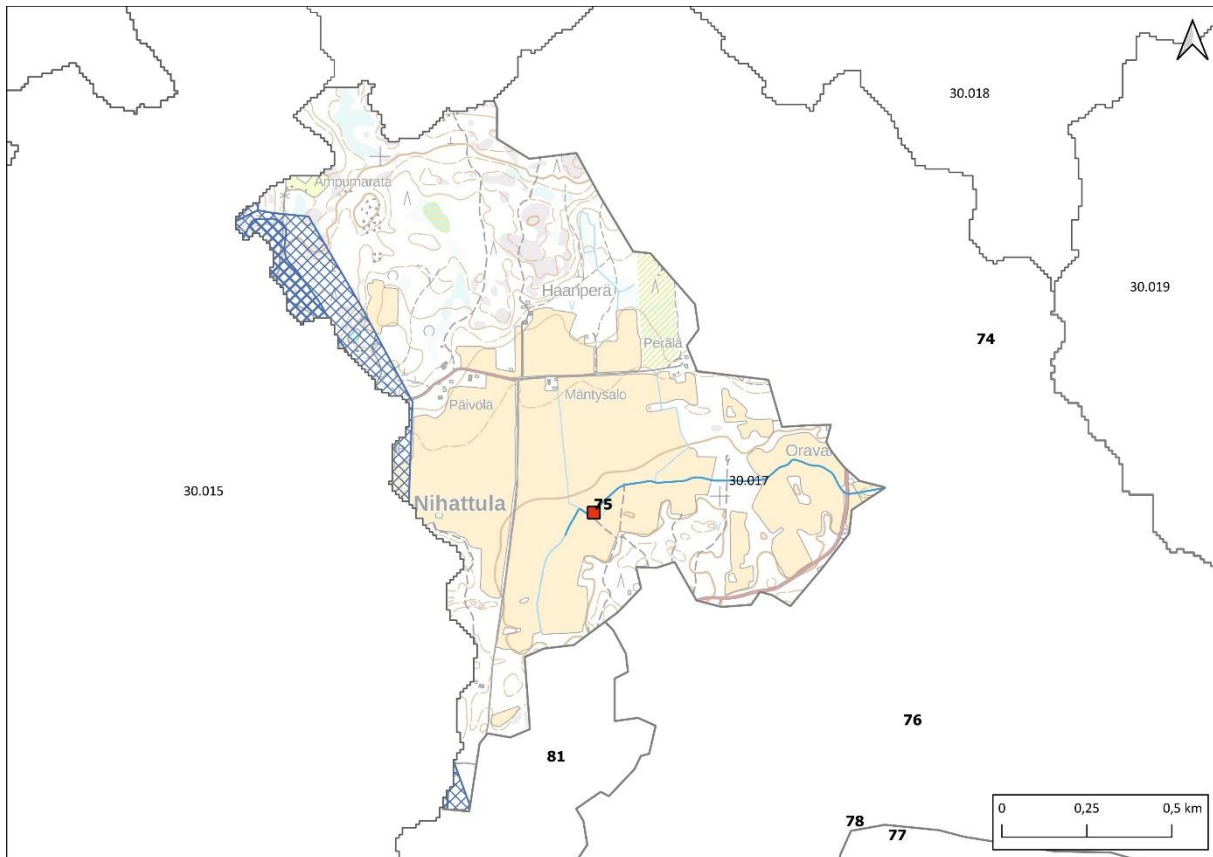 30.018
Ampumarata
30.019
Haanperä
74
Perälä
Päivölä
Mäntysalo
Orava
30.017
30.015
Nihattula
75
76
81
0
0,25
0,5 km
78
77